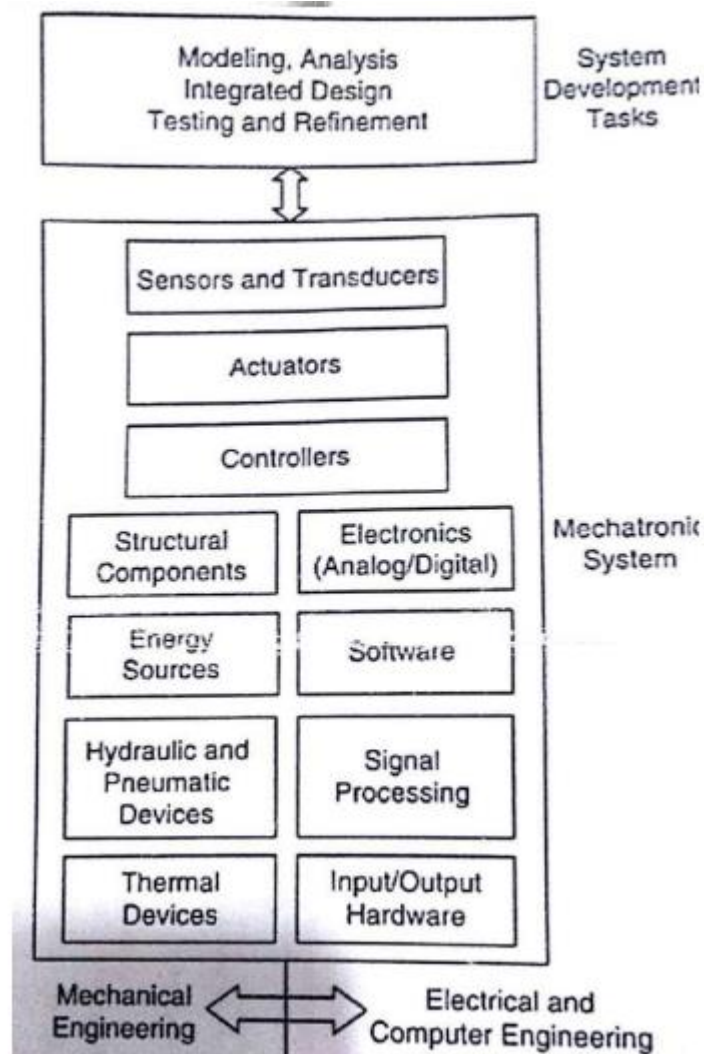 Modeling, Analysis
Integrated Design
Testing and Refinement
System
Development
Tasks
Sensors and Transducers
Actuators
Controllers
Structural
Components
Electronics
(Analog/Digital)
Mechatronic
System
Energy
Sources
Software
Hydraulic and
Pneumatic
Devices
Signal
Processing
Thermal
Devices
Input/Output
Hardware
Mechanical
Engineering
Electrical and
Computer Engineering